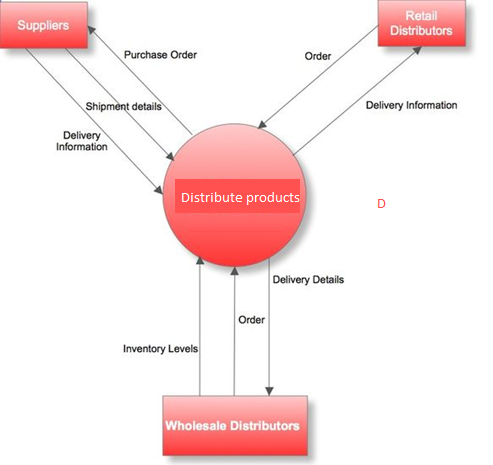 Suppliers
Retail
Distributors
Purchase Order
Order
Shipment details
Delivery Information
Delivery
Information
Distribute products
D
Delivery Details
Order
Inventory Levels
Wholesale Distributors